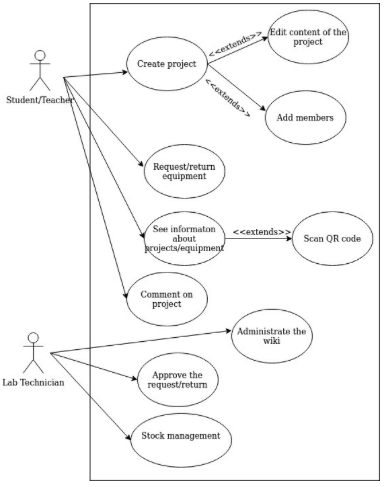 Edit content of the
project
<<extends>>
Create project
<<extends>>
Student/Teacher
Add members
Request/return
equipment
See informaton
about
projects/equipment
<<extends>>
Scan QR code
Comment on
project
Administrate the
wiki
Lab Technician
Approve the
request/return
Stock management